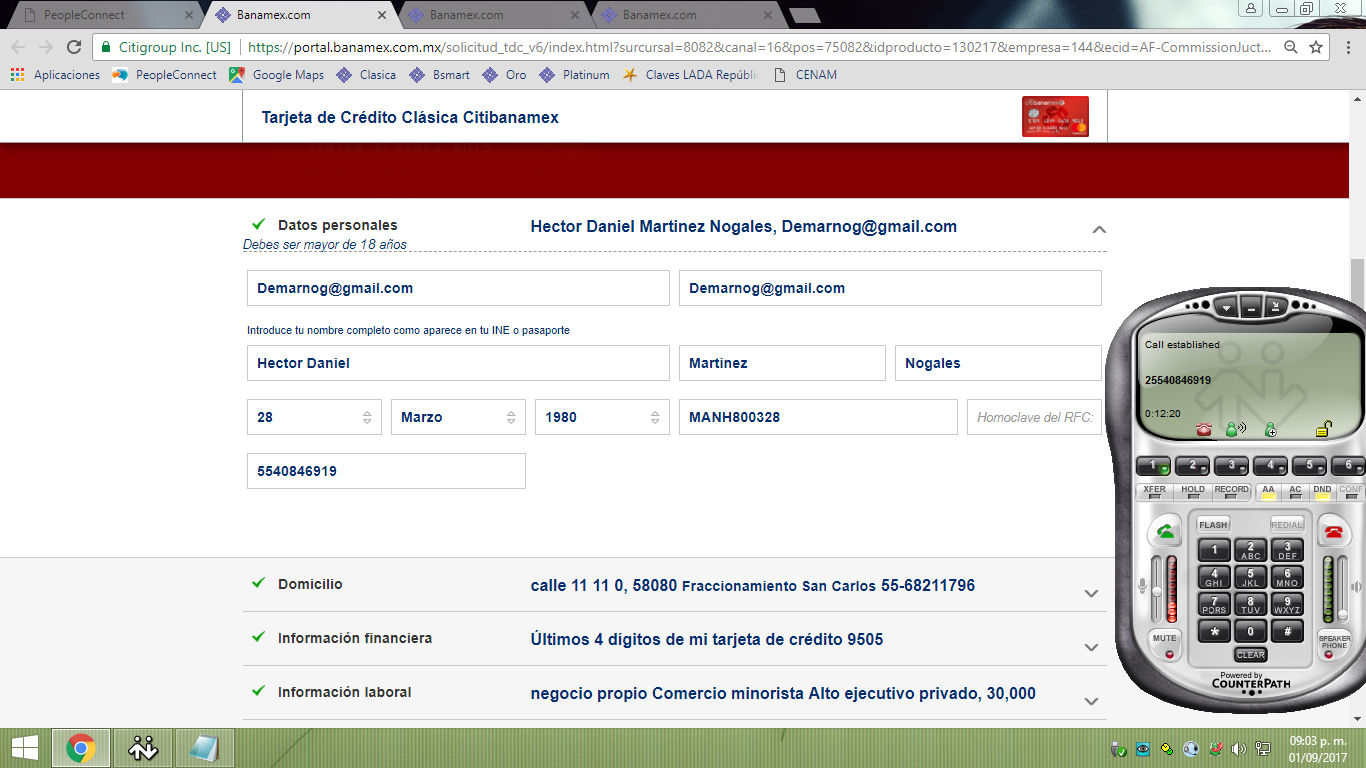 PeopleConnect
Banamex.com
Banamex.com
Banamex.com
Citigroup Inc. [US]
https://portal.banamex.com.mx/solicitud_tdc_v6/index.html?surcursal=8082&canal=16&pos=75082&idproducto=130217&empresa=144&ecid=AF-CommissionJuct...
Aplicaciones PeopleConnect Google Maps Clasica Bsmart Oro Platinum Claves LADA Repúblic CENAM
Tarjeta de Crédito Clásica Citibanamex
citibanamex
Datos personales
Hector Daniel Martinez Nogales, Demarnog@gmail.com
Debes ser mayor de 18 años
Demarnog@gmail.com
Demarnog@gmail.com
Introduce tu nombre completo como aparece en tu INE o pasaporte
Hector Daniel
Martinez
Nogales
28
Marzo
1980
MANH800328
Homoclave del RFC:
5540846919
Domicilio
calle 11 11 0, 58080 Fraccionamiento San Carlos 55-68211796
Información financiera
Últimos 4 digitos de mi tarjeta de crédito 9505
Información laboral
negocio propio Comercio minorista Alto ejecutivo privado, 30,000
Call established
25540846919
0:12:20
1 2 3 4 5 6
XFER HOLD RECORD AA AC DND CONF
FLASH REDIAL
1 2 ABC 3 DEF
4 GHI 5 JKL 6 MNO
7 PQRS 8 TUV 9 WXYZ
* 0 #
MUTE
SPEAKER PHONE
CLEAR
Powered by
COUNTERPATH
09:03 p. m.
01/09/2017